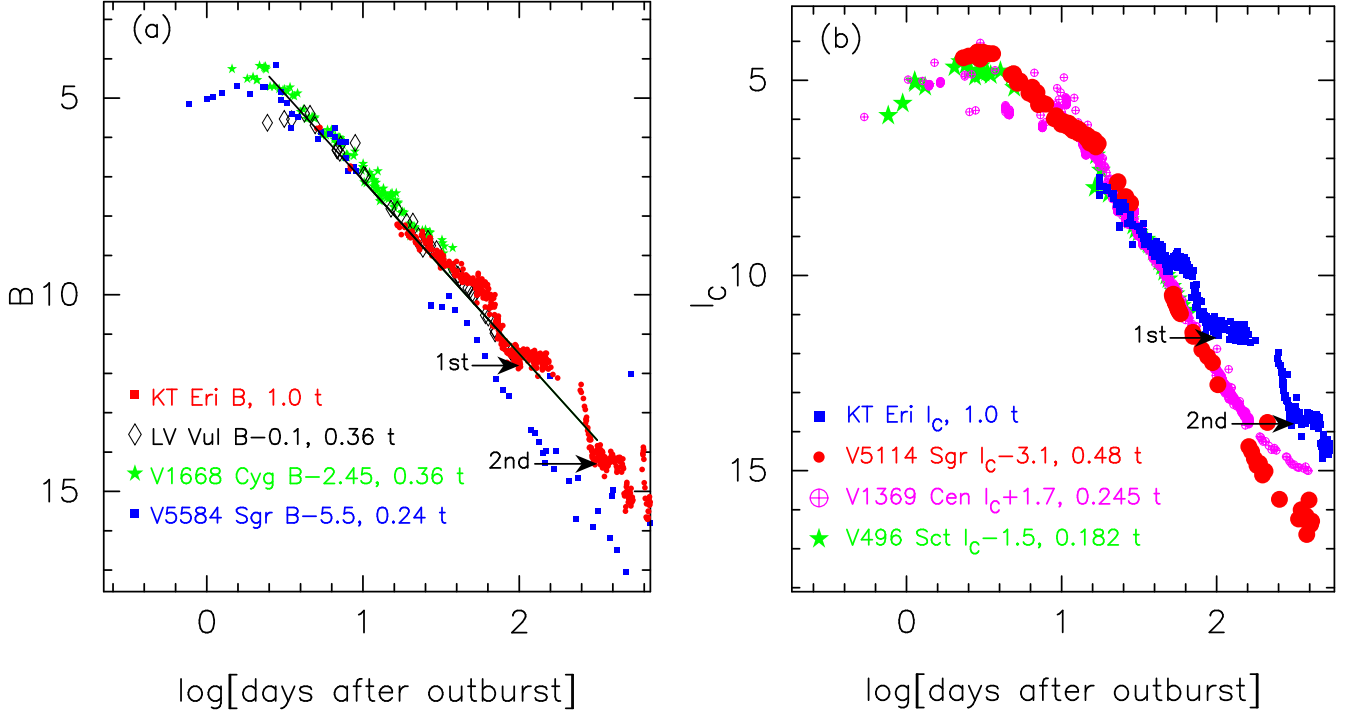 (a)
5
10
15
B
1st
2nd
KT Eri B, 1.0 t
LV Vul B−0.1, 0.36 t
V1668 Cyg B−2.45, 0.36 t
V5584 Sgr B−5.5, 0.24 t
0 1 2
log[days after outburst]
(b)
5
10
15
I_C
1st
2nd
KT Eri I_C, 1.0 t
V5114 Sgr I_C−3.1, 0.48 t
V1369 Cen I_C+1.7, 0.245 t
V496 Sct I_C−1.5, 0.182 t
0 1 2
log[days after outburst]